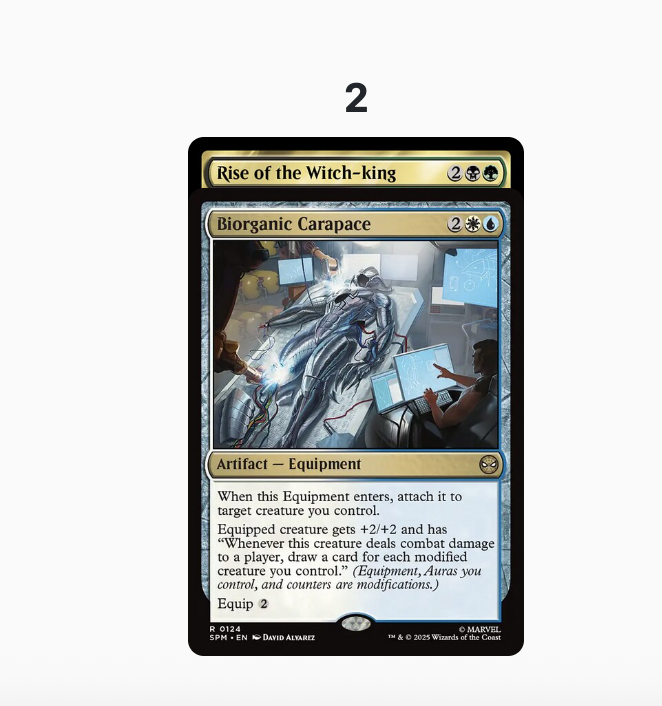 2
Rise of the Witch-king 2
Biorganic Carapace 2
Artifact — Equipment
When this Equipment enters, attach it to
target creature you control.
Equipped creature gets +2/+2 and has
“Whenever this creature deals combat damage
to a player, draw a card for each modified
creature you control.” (Equipment, Auras you
control, and counters are modifications.)
Equip 2
R 0124
SPM • EN DAVID ALVAREZ
© MARVEL
™ & © 2025 Wizards of the Coast